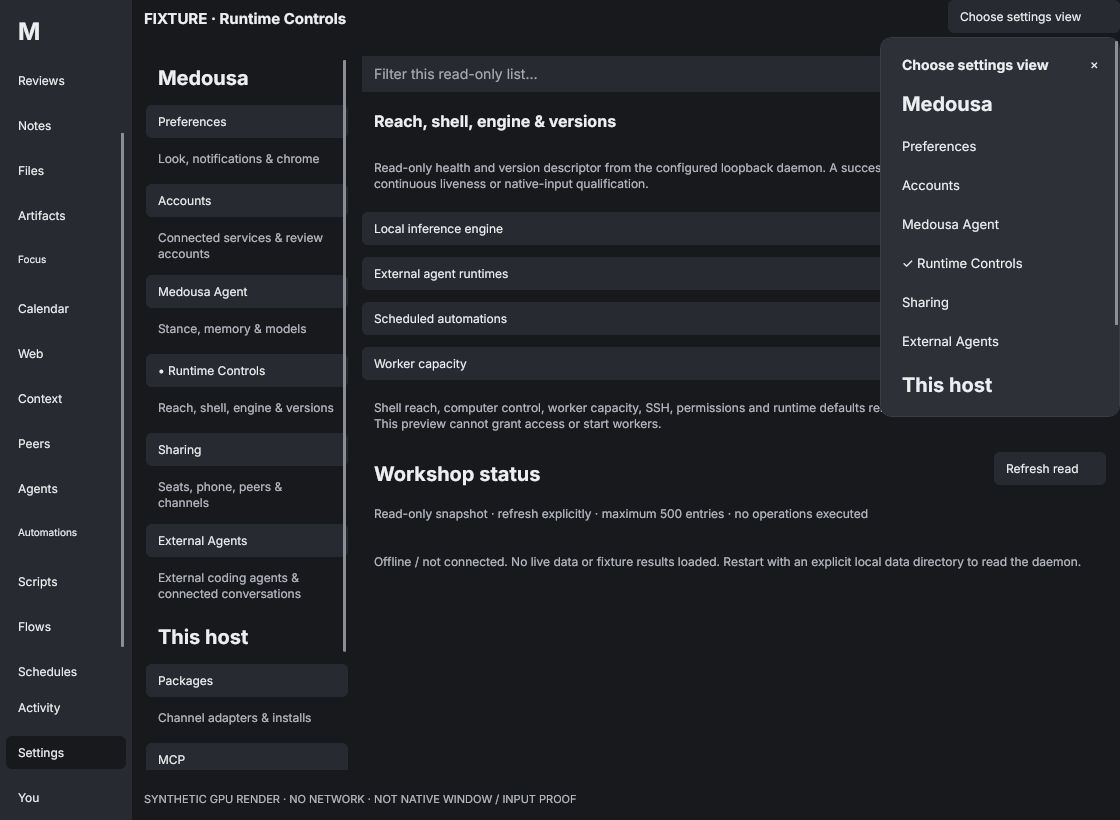 M
Reviews
Notes
Files
Artifacts
Focus
Calendar
Web
Context
Peers
Agents
Automations
Scripts
Flows
Schedules
Activity
Settings
You
FIXTURE · Runtime Controls
Choose settings view
Medousa
Preferences
Look, notifications & chrome
Accounts
Connected services & review
accounts
Medousa Agent
Stance, memory & models
• Runtime Controls
Reach, shell, engine & versions
Sharing
Seats, phone, peers &
channels
External Agents
External coding agents &
connected conversations
This host
Packages
Channel adapters & installs
MCP
Filter this read-only list...
Reach, shell, engine & versions
Read-only health and version descriptor from the configured loopback daemon. A
continuous liveness or native-input qualification.
Local inference engine
External agent runtimes
Scheduled automations
Worker capacity
Shell reach, computer control, worker capacity, SSH, permissions and runtime defaults
This preview cannot grant access or start workers.
Workshop status
Refresh read
Read-only snapshot · refresh explicitly · maximum 500 entries · no operations executed
Offline / not connected. No live data or fixture results loaded. Restart with an explicit local data directory to read the daemon.
Choose settings view ×
Medousa
Preferences
Accounts
Medousa Agent
✓ Runtime Controls
Sharing
External Agents
This host
SYNTHETIC GPU RENDER · NO NETWORK · NOT NATIVE WINDOW / INPUT PROOF